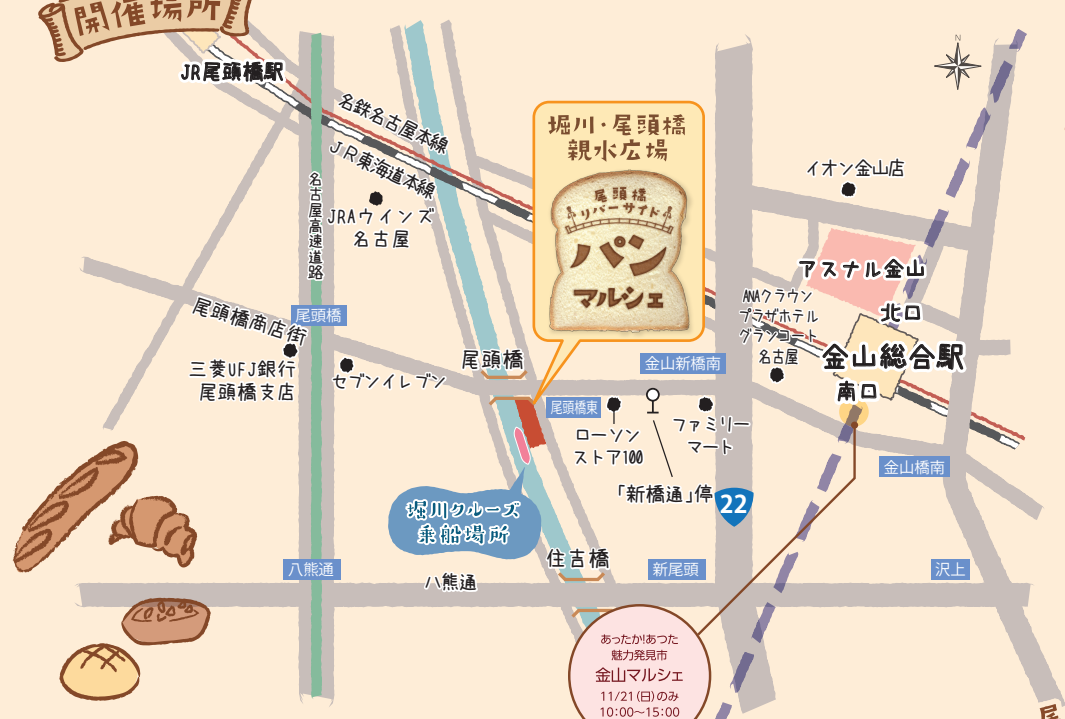 開催場所
JR尾頭橋駅
N
名鉄名古屋本線
JR東海道本線
名古屋高速道路
JRAウインズ
名古屋
堀川・尾頭橋
親水広場
尾頭橋
リバーサイド
パン
マルシェ
イオン金山店
アスナル金山
北口
ANAクラウン
プラザホテル
グランコート
名古屋
金山総合駅
南口
尾頭橋商店街
尾頭橋
三菱UFJ銀行
尾頭橋支店
セブンイレブン
尾頭橋
金山新橋南
尾頭橋東
ローソン
ストア100
ファミリー
マート
「新橋通」停
22
金山橋南
堀川クルーズ
乗船場所
住吉橋
八熊通
八熊通
新尾頭
沢上
あったか!あつた
魅力発見市
金山マルシェ
11/21(日)のみ
10:00～15:00